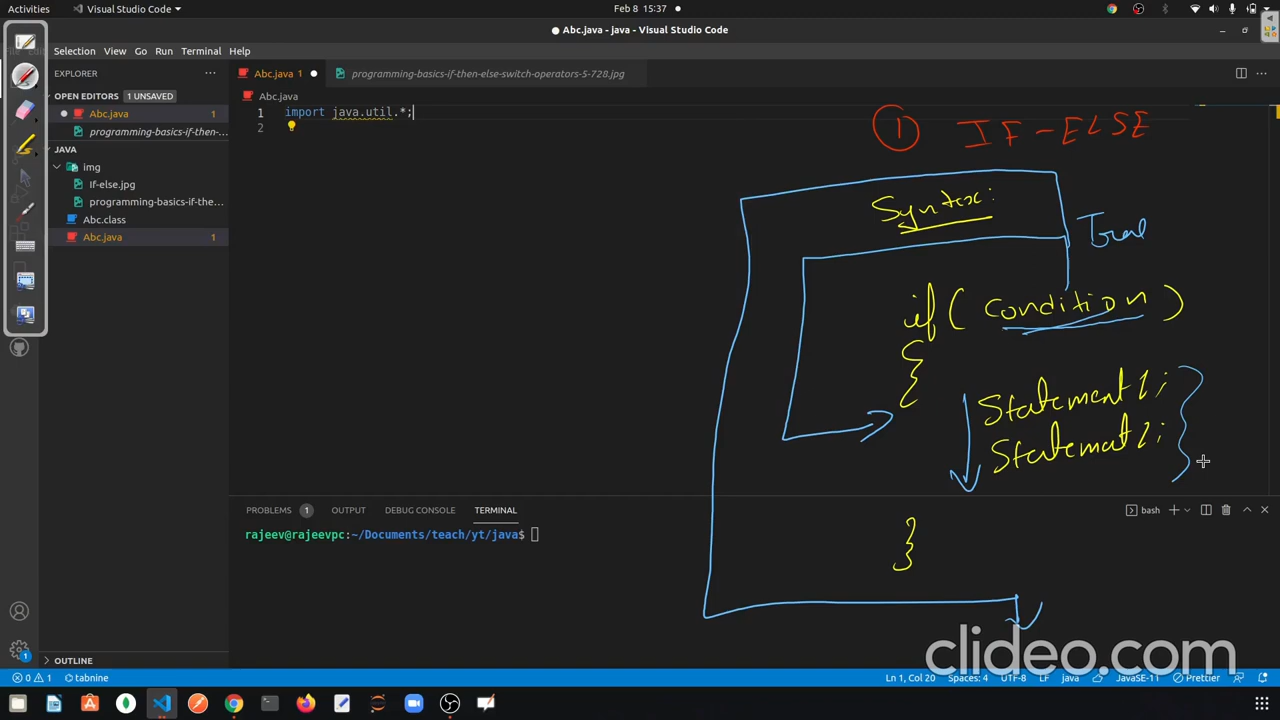 Activities
Visual Studio Code
Feb 8 15:37
Abc.java - java - Visual Studio Code
Selection View Go Run Terminal Help
EXPLORER
Abc.java 1
programming-basics-if-then-else-switch-operators-5-728.jpg
OPEN EDITORS 1 UNSAVED
Abc.java
Abc.java 1
programming-basics-if-then-...
1 import java.util.*;
2
JAVA
img
If-else.jpg
programming-basics-if-the...
Abc.class
Abc.java 1
1 IF-ELSE
Syntax:
True
if ( condition )
{
Statement 1;
Statemat 2;
}
PROBLEMS 1 OUTPUT DEBUG CONSOLE TERMINAL
bash
rajeev@rajeevpc:~/Documents/teach/yt/java$
OUTLINE
clideo.com
0 1 tabnine
Ln 1, Col 20 Spaces: 4 UTF-8 LF java JavaSE-11 Prettier